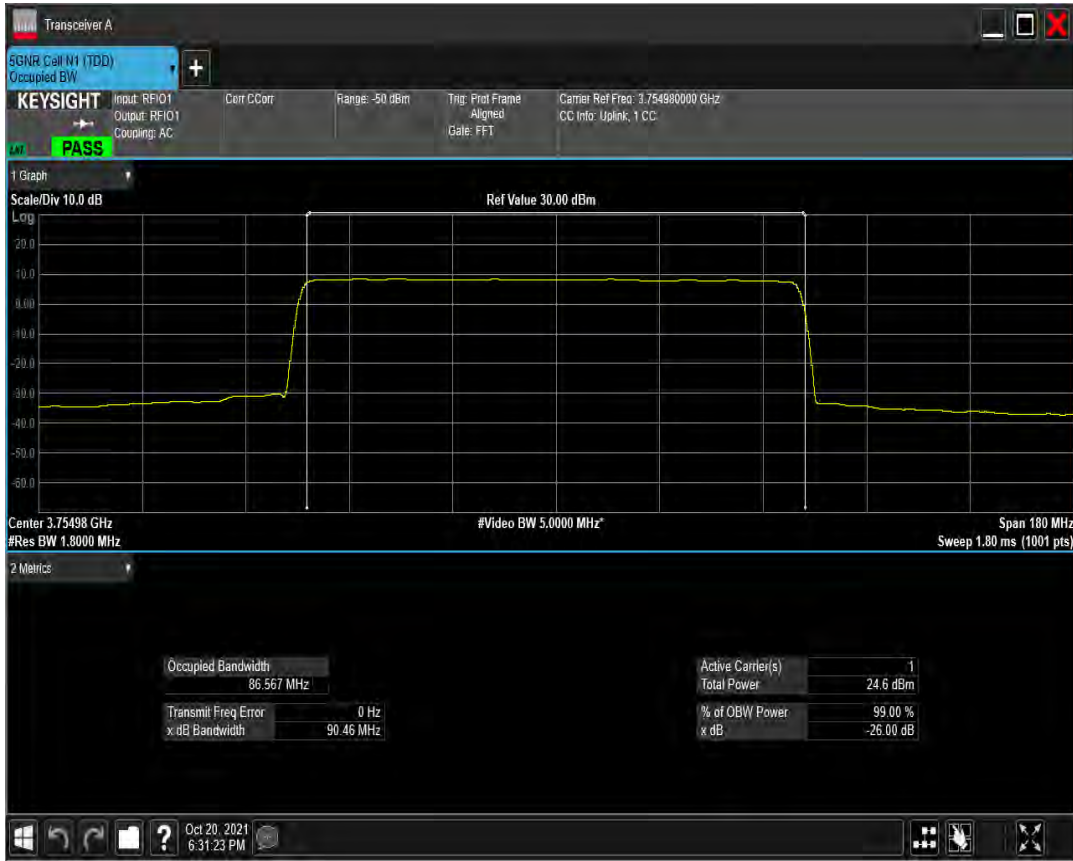 Transceiver A
5GNR Cell N1 (TDD)
Occupied BW
+
KEYSIGHT
Input: RFIO1
Output: RFIO1
Coupling: AC
Corr CCorr
Range: -50 dBm
Trig: Prot Frame
Aligned
Gate: FFT
Carrier Ref Freq: 3.754980000 GHz
CC Info: Uplink, 1 CC
PASS
1 Graph
Scale/Div 10.0 dB
Ref Value 30.00 dBm
Log
20.0
10.0
0.00
-10.0
-20.0
-30.0
-40.0
-50.0
-60.0
Center 3.75498 GHz
#Video BW 5.0000 MHz*
Span 180 MHz
#Res BW 1.8000 MHz
Sweep 1.80 ms (1001 pts)
2 Metrics
Occupied Bandwidth
86.567 MHz
Transmit Freq Error 0 Hz
x dB Bandwidth 90.46 MHz
Active Carrier(s) 1
Total Power 24.6 dBm
% of OBW Power 99.00 %
x dB -26.00 dB
?
Oct 20, 2021
6:31:23 PM